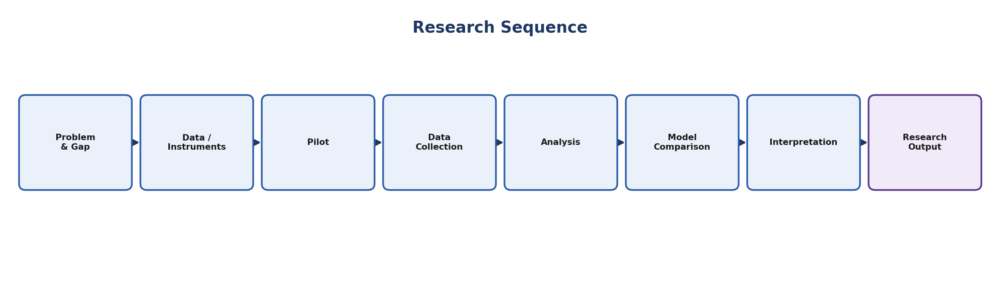 Research Sequence
Problem
& Gap
Data /
Instruments
Pilot
Data
Collection
Analysis
Model
Comparison
Interpretation
Research
Output